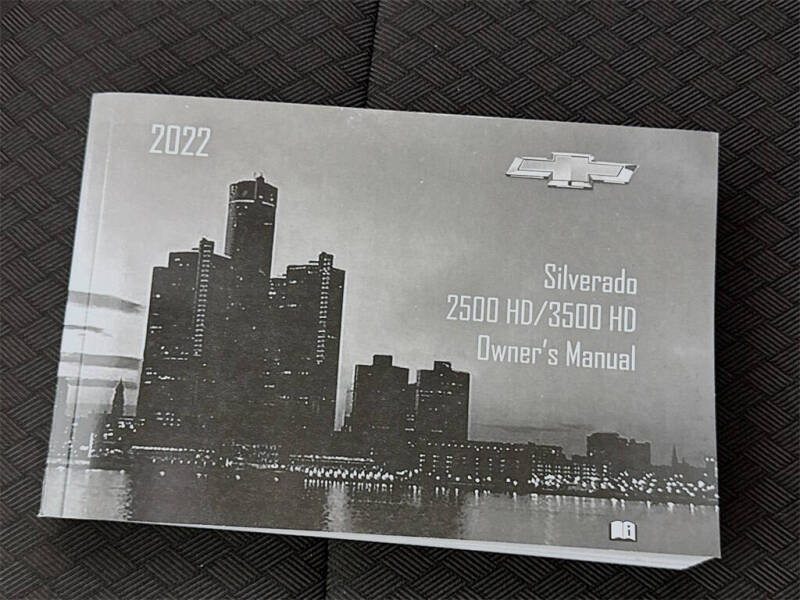 2022
Silverado
2500 HD/3500 HD
Owner's Manual
i